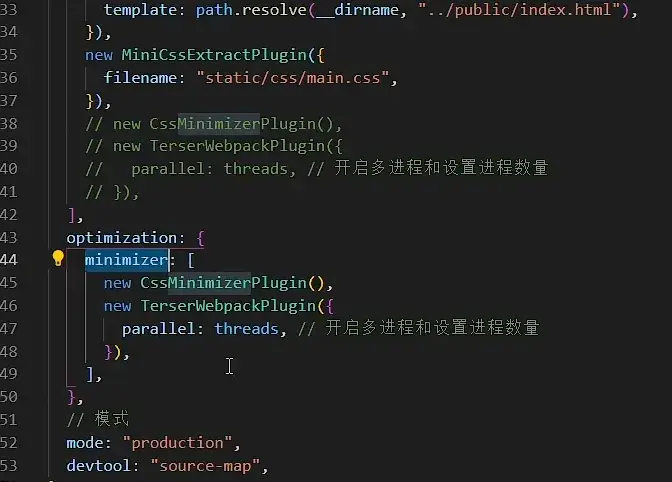 33 template: path.resolve(__dirname, "../public/index.html"),
34 }),
35 new MiniCssExtractPlugin({
36 filename: "static/css/main.css",
37 }),
38 // new CssMinimizerPlugin(),
39 // new TerserWebpackPlugin({
40 //   parallel: threads, // 开启多进程和设置进程数量
41 // }),
42 ],
43 optimization: {
44 minimizer: [
45 new CssMinimizerPlugin(),
46 new TerserWebpackPlugin({
47 parallel: threads, // 开启多进程和设置进程数量
48 }),
49 ],
50 },
51 // 模式
52 mode: "production",
53 devtool: "source-map",